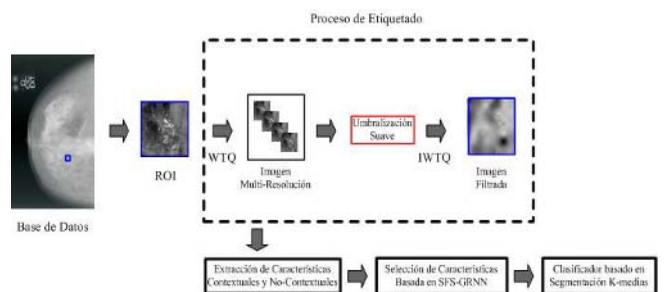 Proceso de Etiquetado
Umbralización
Suave
WTQ
IWTQ
ROI
Imagen
Multi-Resolución
Imagen
Filtrada
Base de Datos
Extracción de Características
Contextuales y No-Contextuales
Selección de Características
Basada en SFS-GRNN
Clasificador basado en
Segmentación K-medias